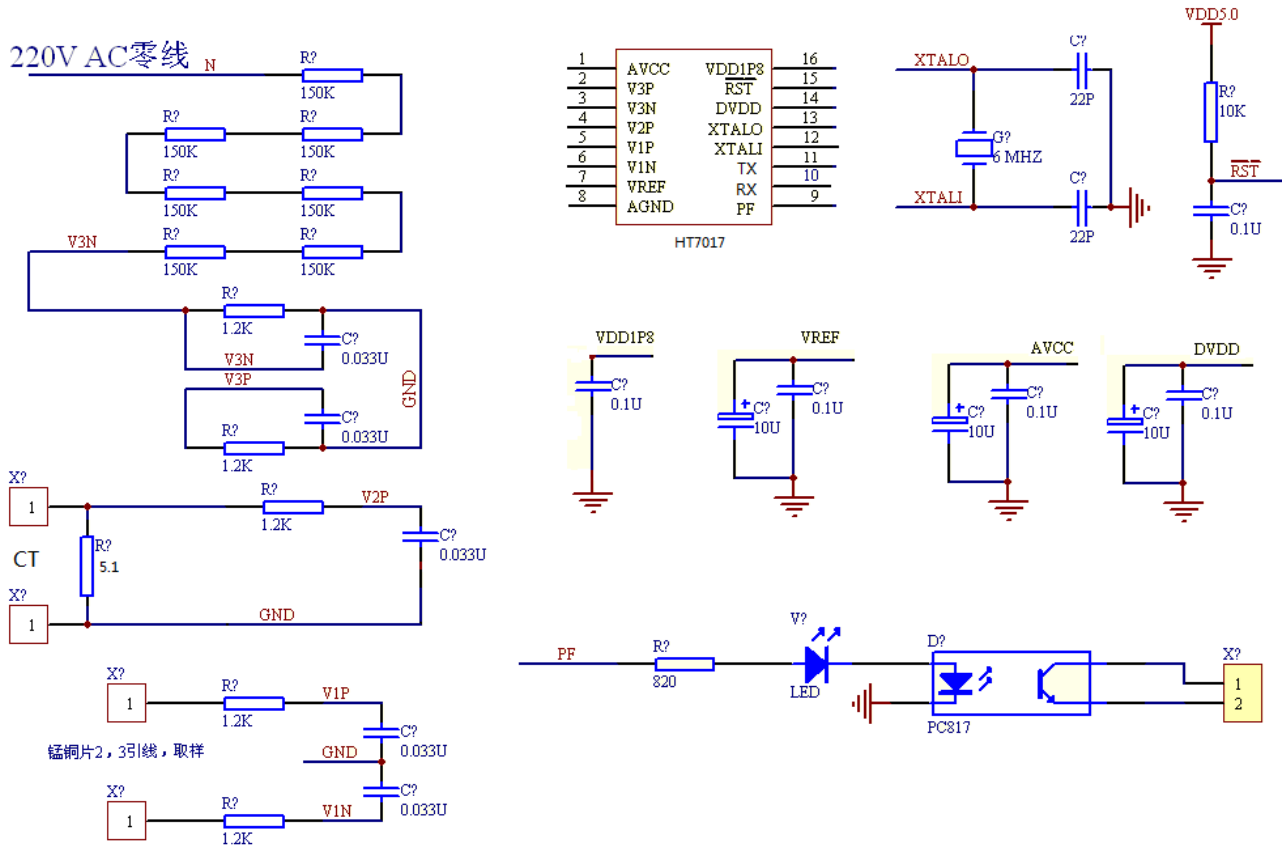 220V AC零线
N
R?
150K
R?
150K
R?
150K
R?
150K
R?
150K
V3N
R?
150K
R?
150K
R?
1.2K
C?
0.033U
V3N
V3P
GND
C?
0.033U
R?
1.2K
X?
1
R?
1.2K
V2P
C?
0.033U
CT
R?
5.1
X?
1
GND
X?
1
R?
1.2K
V1P
C?
0.033U
锰铜片2，3引线，取样
GND
C?
0.033U
X?
1
R?
1.2K
V1N
1 AVCC VDD1P8 16
2 V3P RST 15
3 V3N DVDD 14
4 V2P XTALO 13
5 V1P XTALI 12
6 V1N TX 11
7 VREF RX 10
8 AGND PF 9
HT7017
XTALO
C?
22P
G?
6 MHZ
XTALI
C?
22P
VDD5.0
R?
10K
RST
C?
0.1U
VDD1P8
C?
0.1U
VREF
C?
10U
C?
0.1U
AVCC
C?
10U
C?
0.1U
DVDD
C?
10U
C?
0.1U
PF
R?
820
V?
LED
D?
PC817
X?
1
2